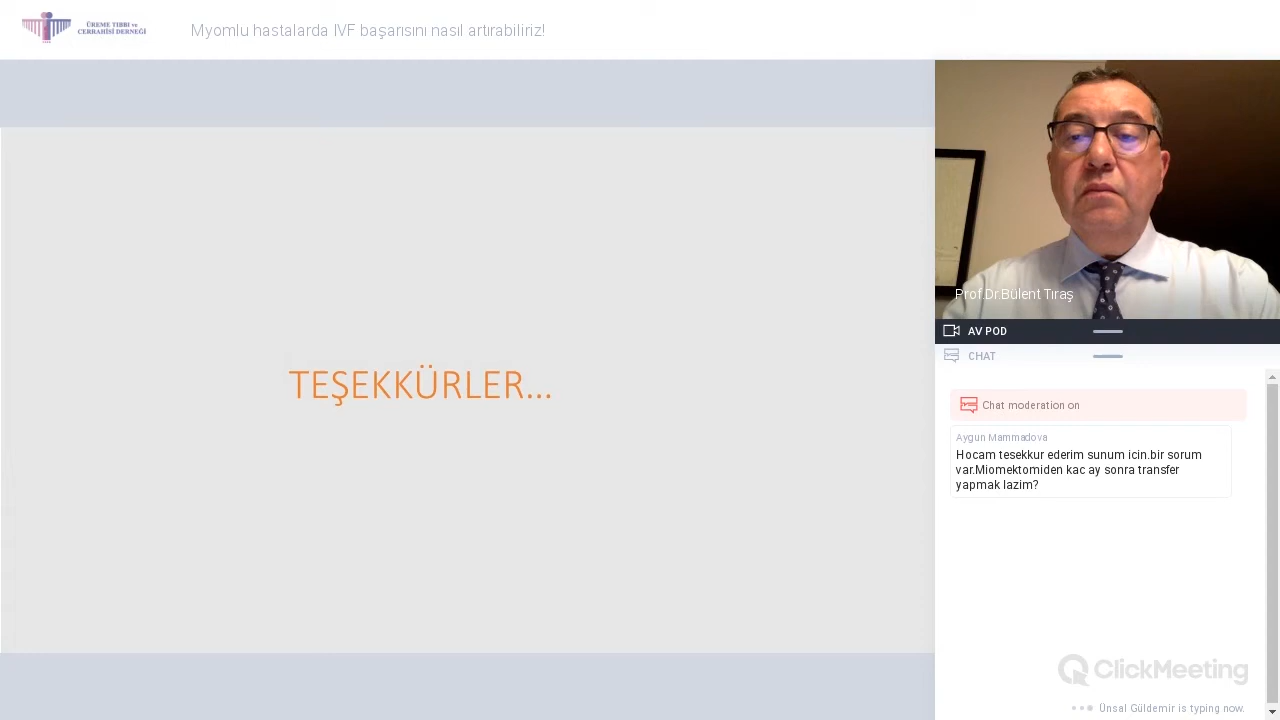 ÜREME TIBBI ve
CERRAHİSİ DERNEĞİ
Myomlu hastalarda IVF başarısını nasıl artırabiliriz!
TEŞEKKÜRLER...
Prof.Dr.Bülent Tıraş
AV POD
CHAT
Chat moderation on
Aygun Mammadova
Hocam tesekkur ederim sunum icin.bir sorum
var.Miomektomiden kac ay sonra transfer
yapmak lazim?
ClickMeeting
Ünsal Güldemir is typing now.